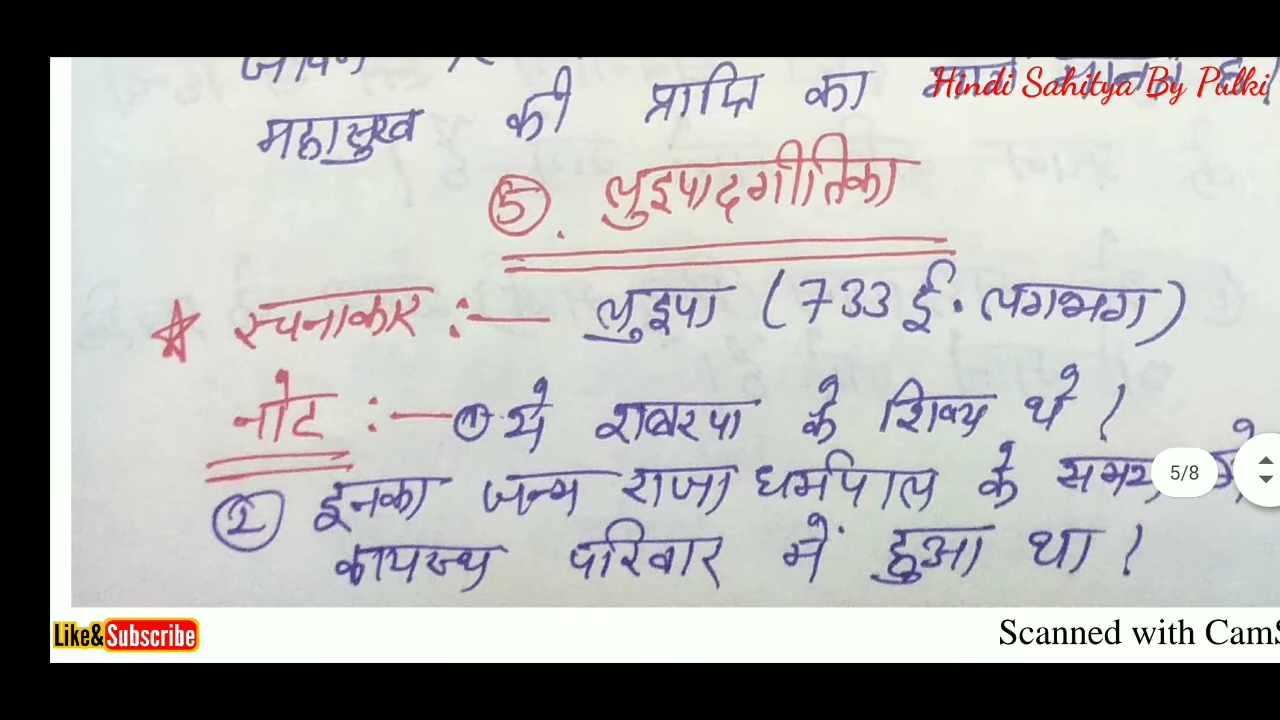 महासुख की प्राप्ति का
Hindi Sahitya By Pulki
5. लुइपादगीतिका
रचनाकार :— लुइपा (733 ई. लगभग)
नोट :— ① ये शबरपा के शिष्य थे।
② इनका जन्म राजा धर्मपाल के समय
5/8
कायस्थ परिवार में हुआ था।
Like&Subscribe
Scanned with CamS